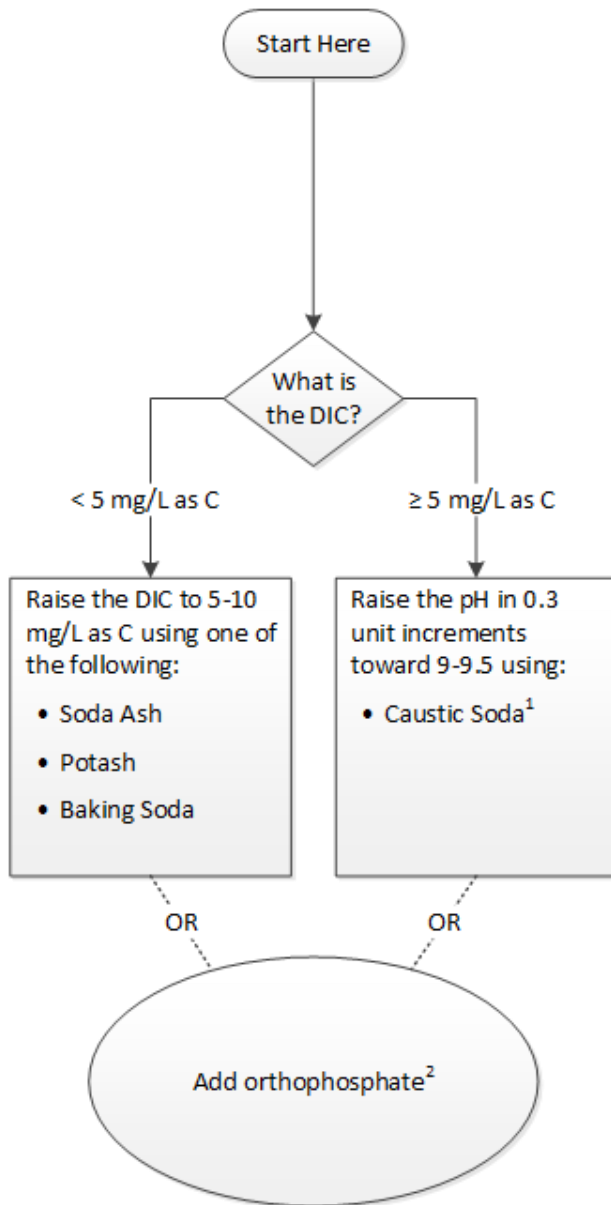 Start Here
What is
the DIC?
< 5 mg/L as C
≥ 5 mg/L as C
Raise the DIC to 5-10
mg/L as C using one of
the following:
• Soda Ash
• Potash
• Baking Soda
Raise the pH in 0.3
unit increments
toward 9-9.5 using:
• Caustic Soda¹
OR
OR
Add orthophosphate²